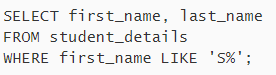 SELECT first_name, last_name
FROM student_details
WHERE first_name LIKE 'S%';